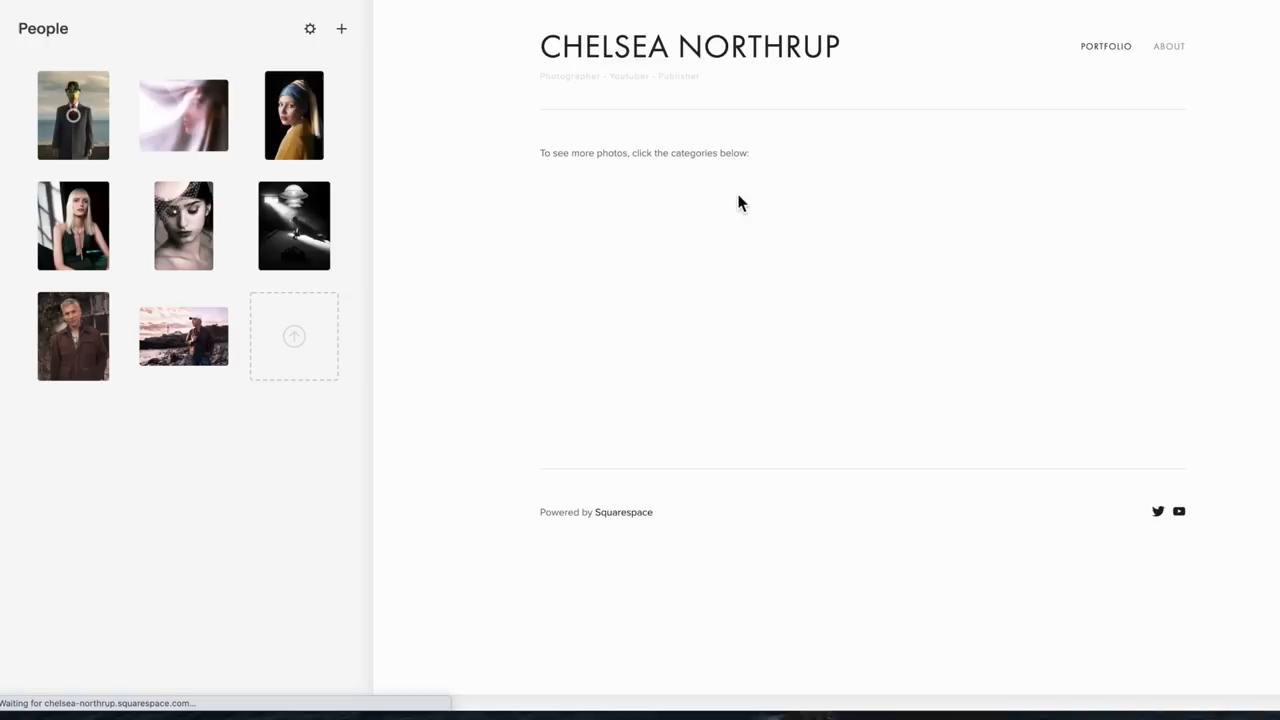 People
CHELSEA NORTHRUP
PORTFOLIO
ABOUT
Photographer - Youtuber - Publisher
To see more photos, click the categories below:
Powered by Squarespace
Waiting for chelsea-northrup.squarespace.com...